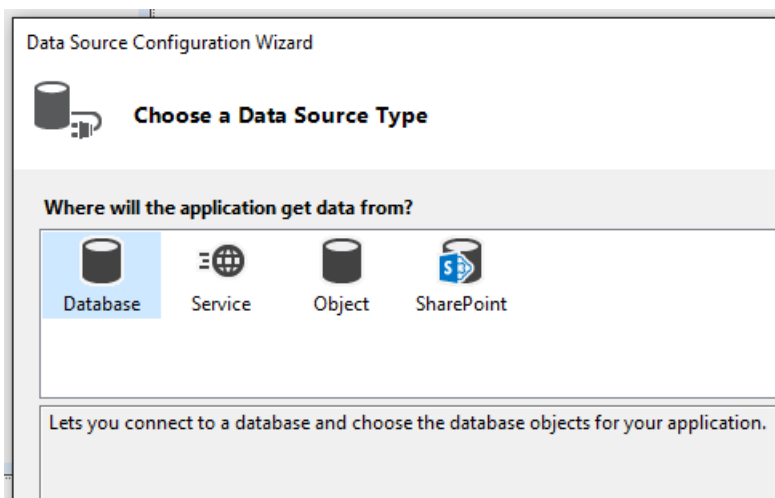 Data Source Configuration Wizard
Choose a Data Source Type
Where will the application get data from?
Database Service Object SharePoint
Lets you connect to a database and choose the database objects for your application.